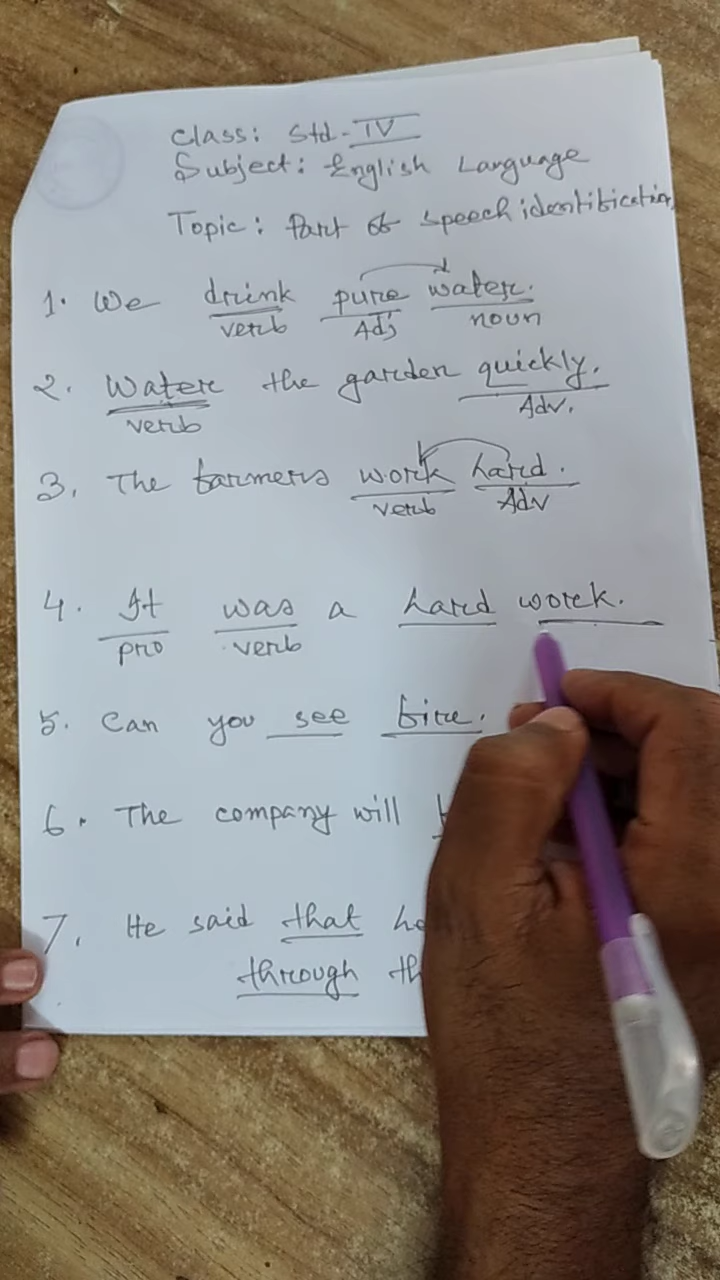 Class: Std - IV
Subject: English Language
Topic: Part of speech identification
1. We drink pure water.
verb Adj noun
2. Water the garden quickly.
verb Adv.
3. The farmers work hard.
verb Adv
4. It was a hard work.
pro verb
5. Can you see fire.
6. The company will
7. He said that
through